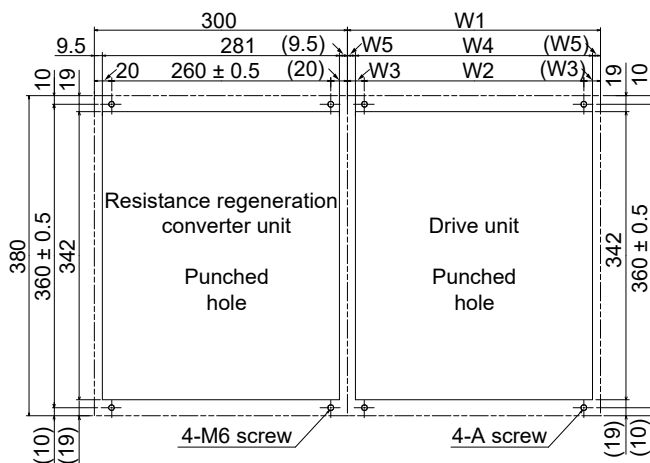 300 W1
9.5 281 (9.5) W5 W4 (W5)
20 260 ± 0.5 (20) W3 W2 (W3)
10 19 19 10
Resistance regeneration
converter unit
Punched
hole
Drive unit
Punched
hole
380
360 ± 0.5
342
342
360 ± 0.5
4-M6 screw
4-A screw
(10) (19) (19) (10)